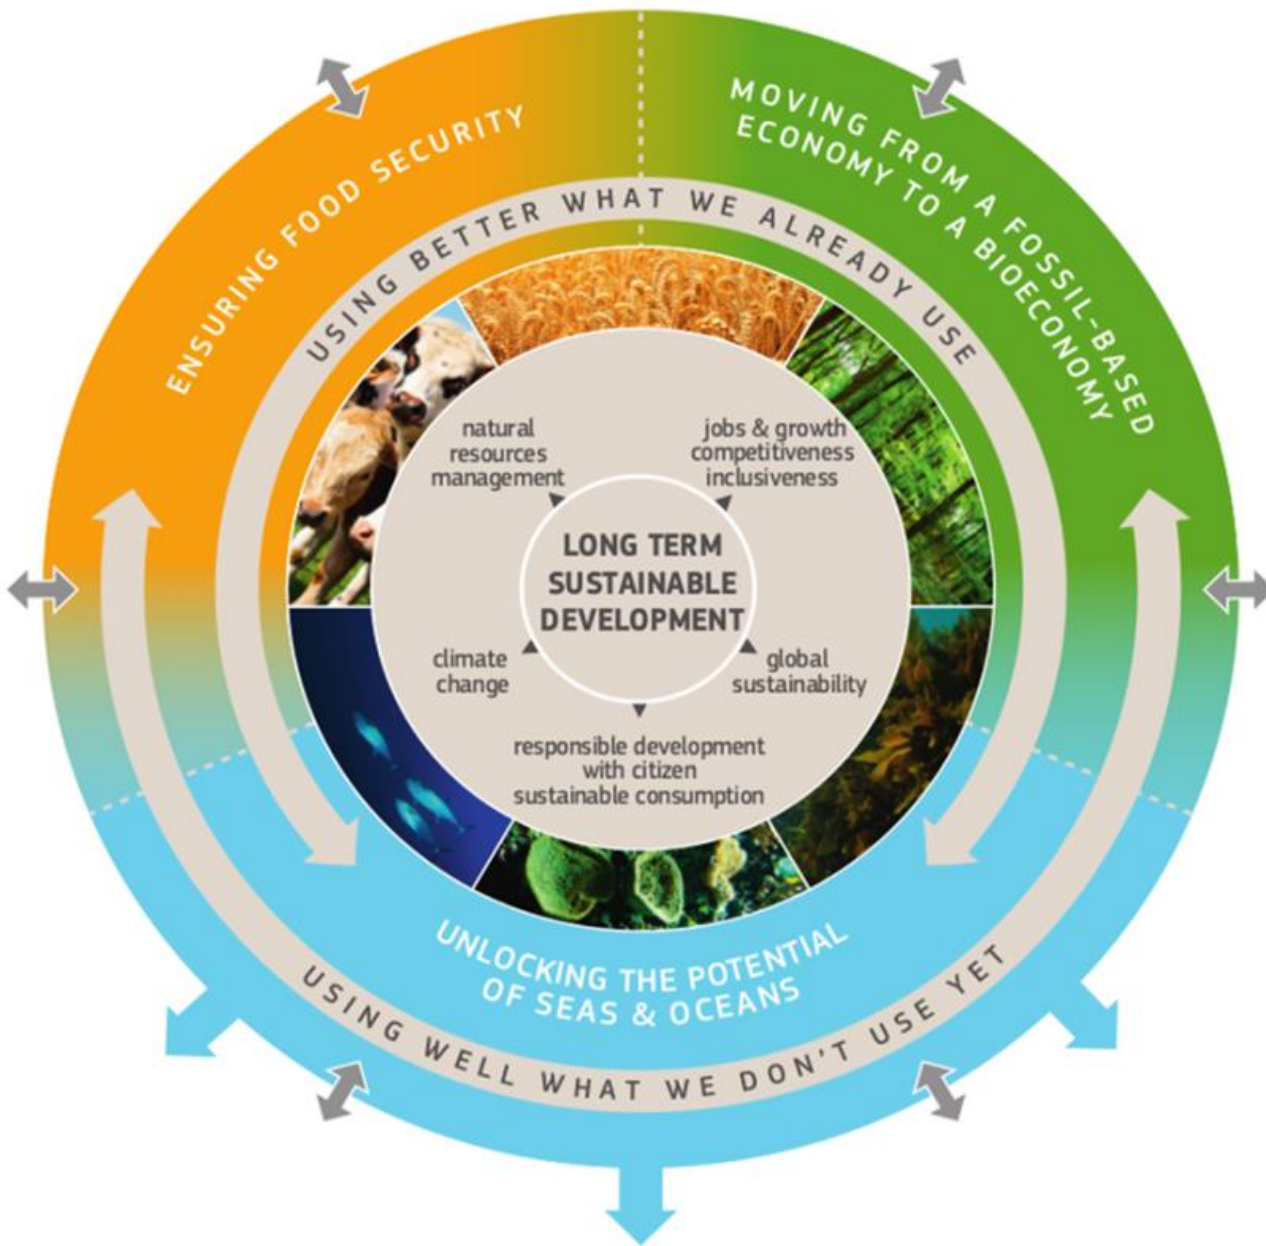 ENSURING FOOD SECURITY
MOVING FROM A FOSSIL-BASED
ECONOMY TO A BIOECONOMY
USING BETTER WHAT WE ALREADY USE
natural
resources
management
jobs & growth
competitiveness
inclusiveness
LONG TERM
SUSTAINABLE
DEVELOPMENT
climate
change
global
sustainability
responsible development
with citizen
sustainable consumption
UNLOCKING THE POTENTIAL
OF SEAS & OCEANS
USING WELL WHAT WE DON'T USE YET